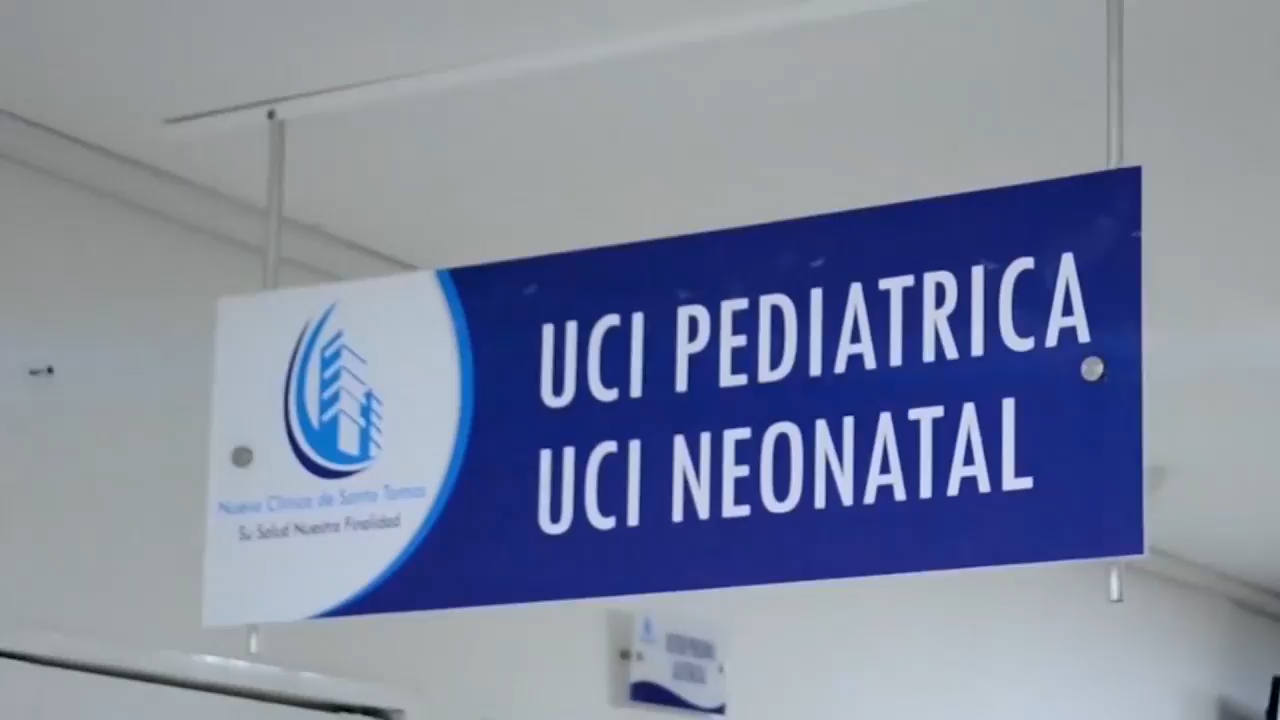 UCI PEDIATRICA
UCI NEONATAL
Nueva Clinica de Santo Tomas
Su Salud Nuestra Finalidad